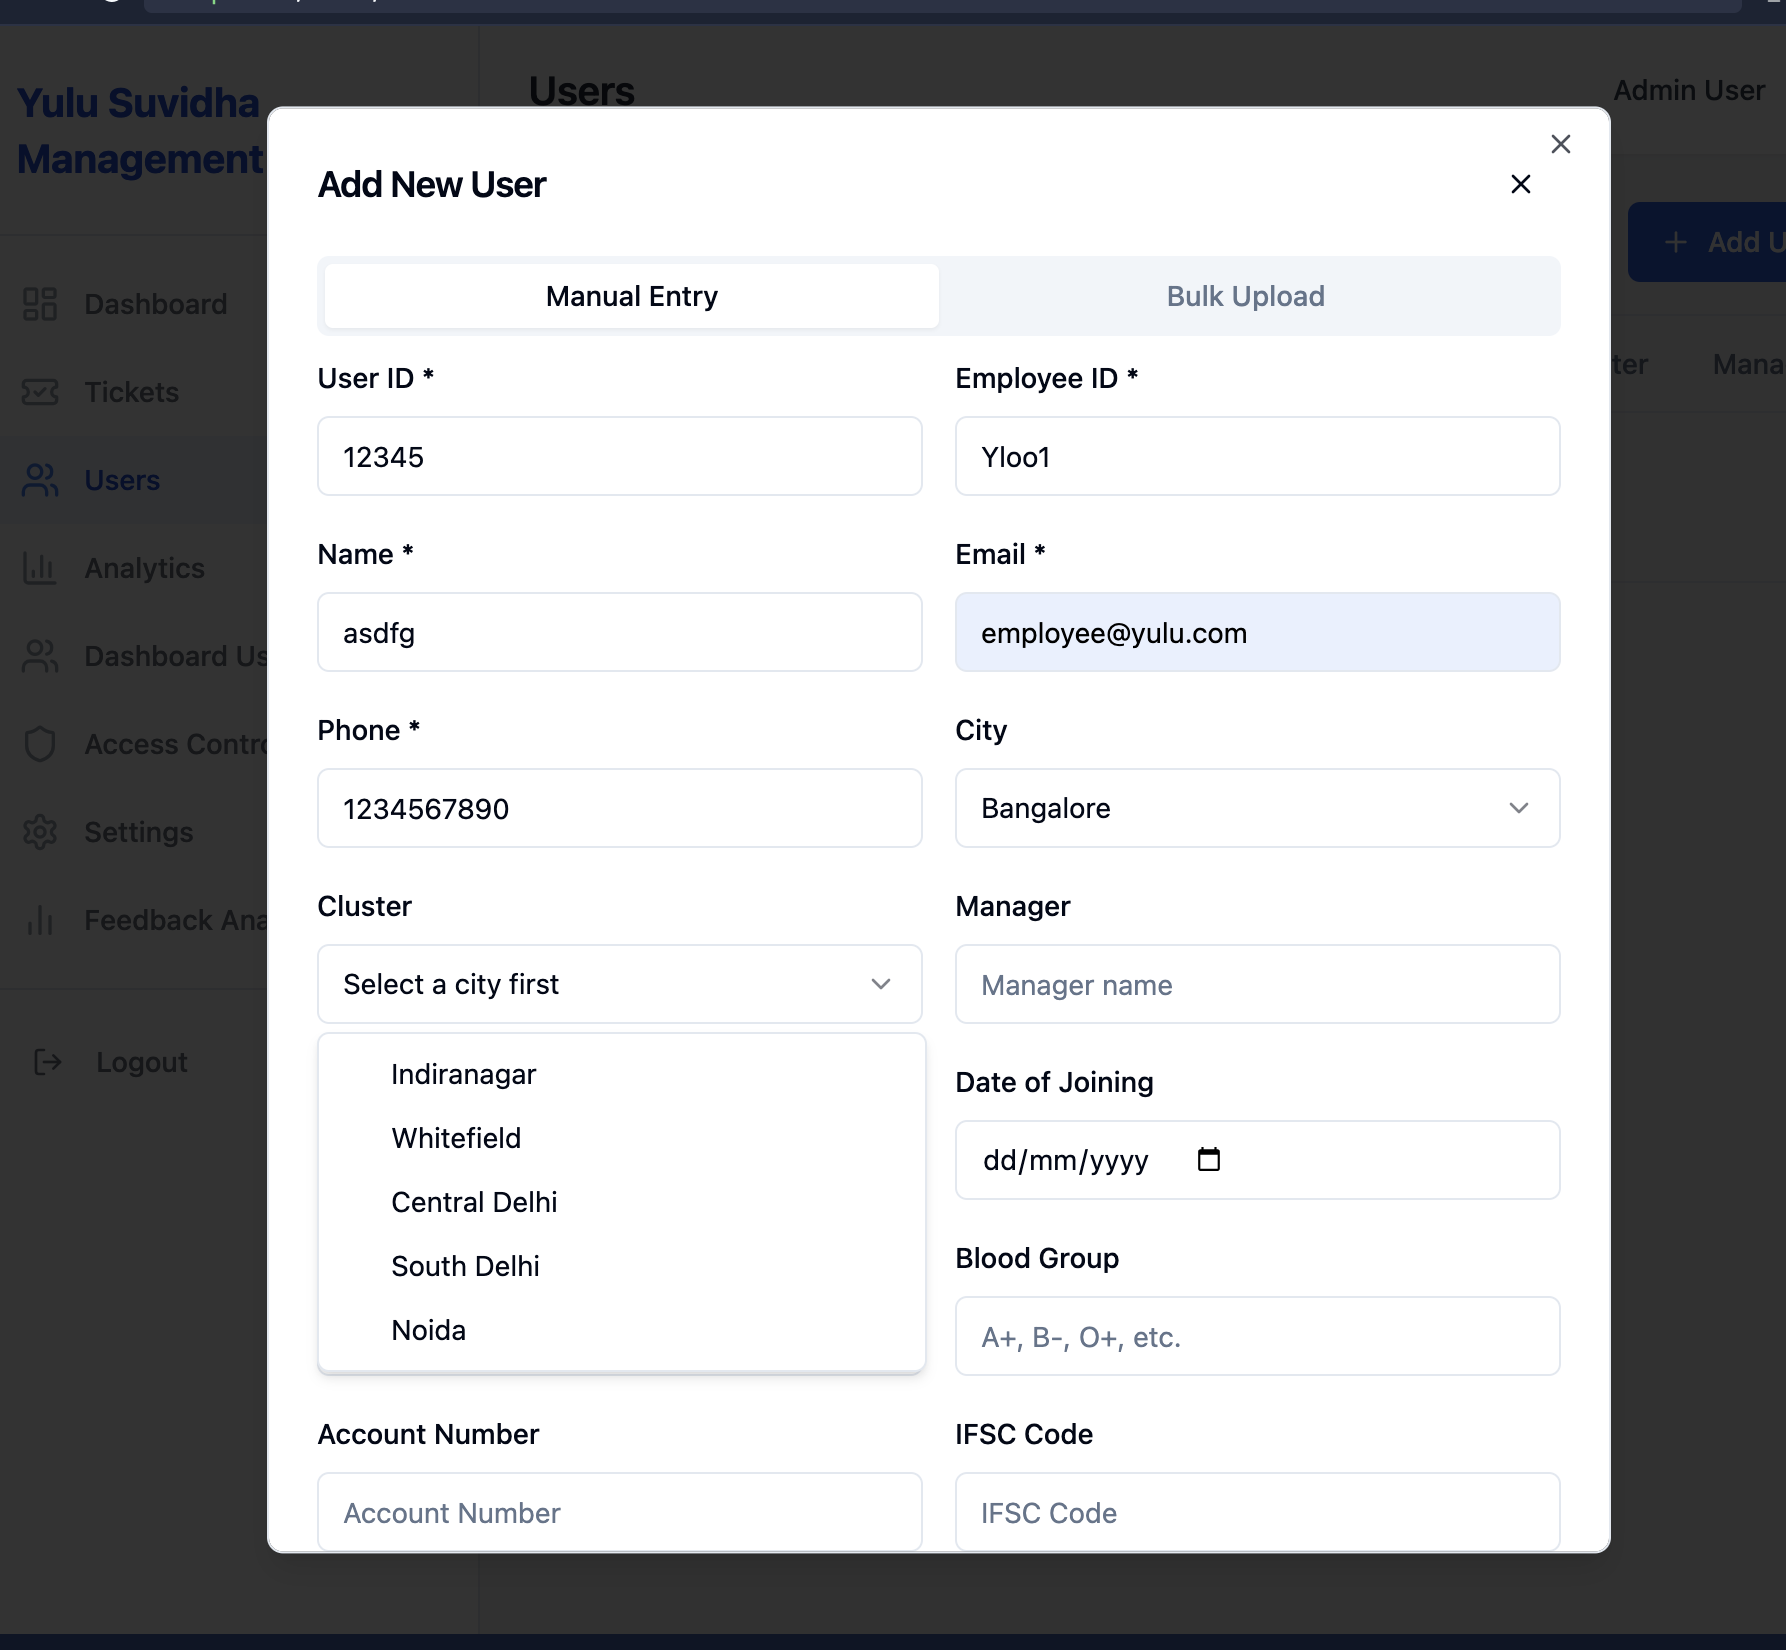 Yulu Suvidha
Management
Users
Admin User
Add New User
Add U
Dashboard
Manual Entry
Bulk Upload
Tickets
User ID *
Employee ID *
ter
Mana
12345
Yloo1
Users
Name *
Email *
Analytics
asdfg
employee@yulu.com
Dashboard Us
Phone *
City
Access Contro
1234567890
Bangalore
Settings
Cluster
Manager
Feedback Ana
Select a city first
Manager name
Logout
Indiranagar
Date of Joining
Whitefield
dd/mm/yyyy
Central Delhi
South Delhi
Blood Group
Noida
A+, B-, O+, etc.
Account Number
IFSC Code
Account Number
IFSC Code